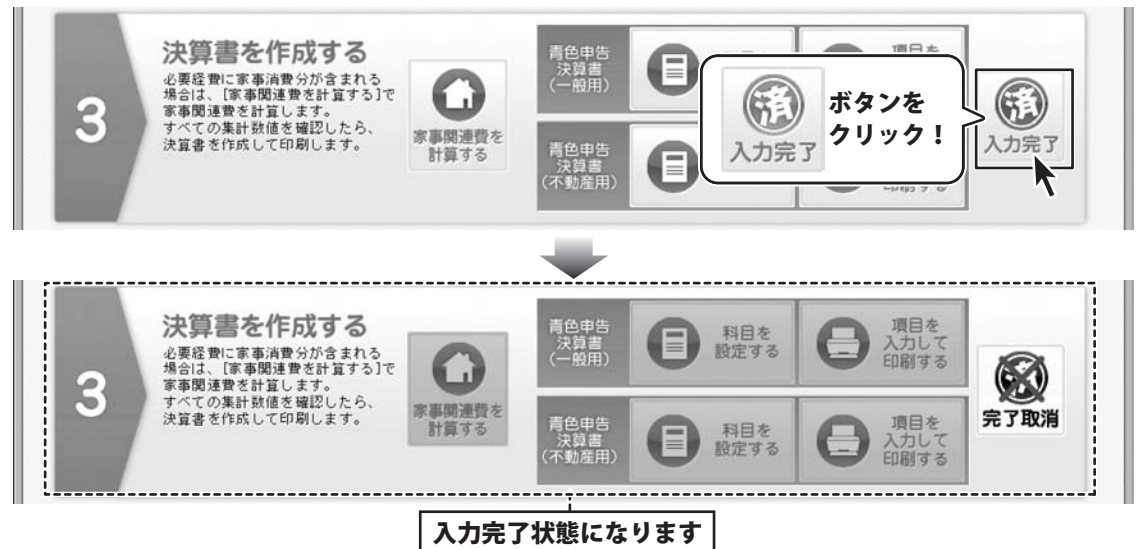 3
決算書を作成する
必要経費に家事消費分が含まれる
場合は、[家事関連費を計算する]で
家事関連費を計算します。
すべての集計数値を確認したら、
決算書を作成して印刷します。
家事関連費を
計算する
青色申告
決算書
（一般用）
青色申告
決算書
（不動産用）
項目を
印刷する
済
入力完了
ボタンを
クリック！
済
入力完了
3
決算書を作成する
必要経費に家事消費分が含まれる
場合は、[家事関連費を計算する]で
家事関連費を計算します。
すべての集計数値を確認したら、
決算書を作成して印刷します。
家事関連費を
計算する
青色申告
決算書
（一般用）
科目を
設定する
項目を
入力して
印刷する
青色申告
決算書
（不動産用）
科目を
設定する
項目を
入力して
印刷する
完了取消
入力完了状態になります